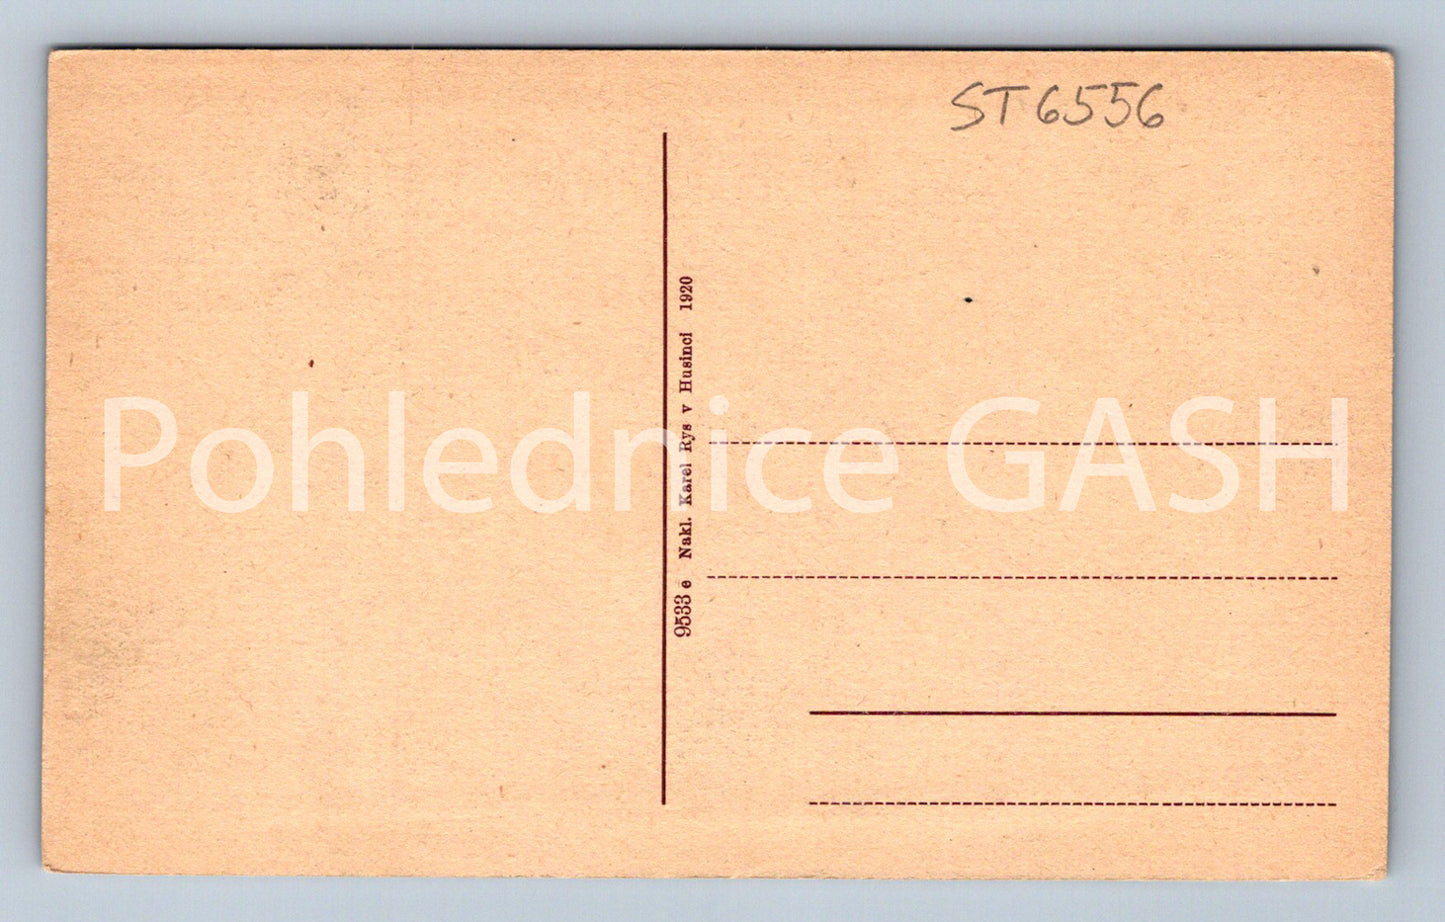 ST6556
9533 e Nakl. Karel Rys v Husinci 1920
Pohlednice GASH